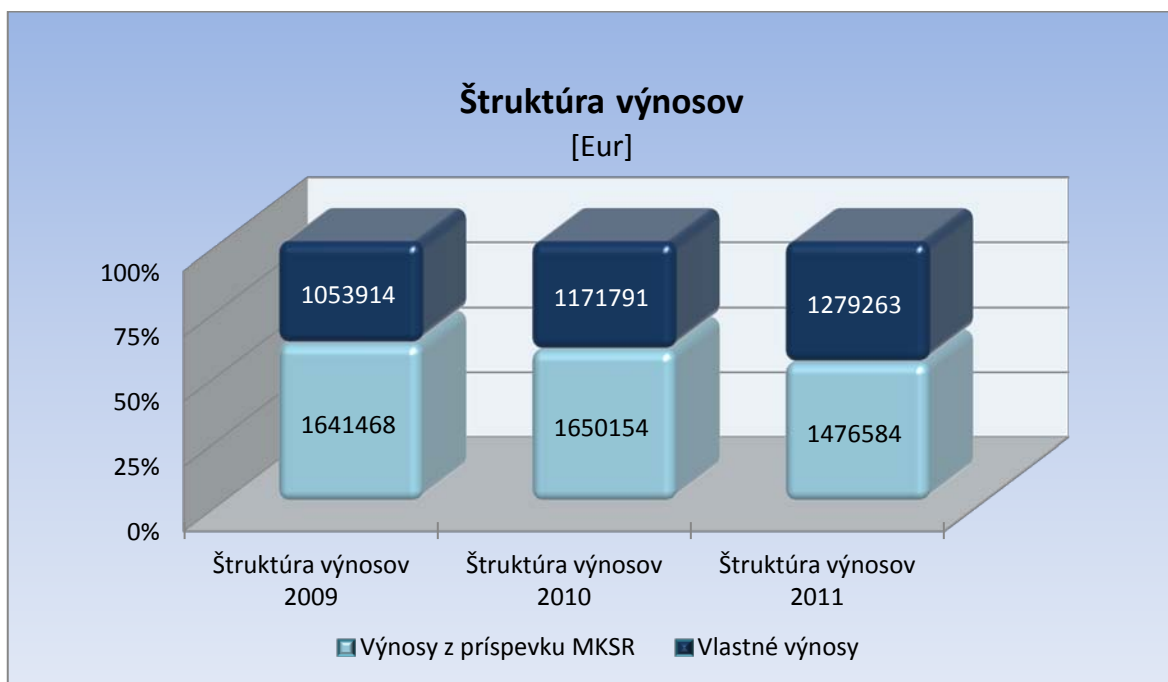 Štruktúra výnosov
[Eur]
100%
75%
50%
25%
0%
1053914
1171791
1279263
1641468
1650154
1476584
Štruktúra výnosov
2009
Štruktúra výnosov
2010
Štruktúra výnosov
2011
Výnosy z príspevku MKSR
Vlastné výnosy